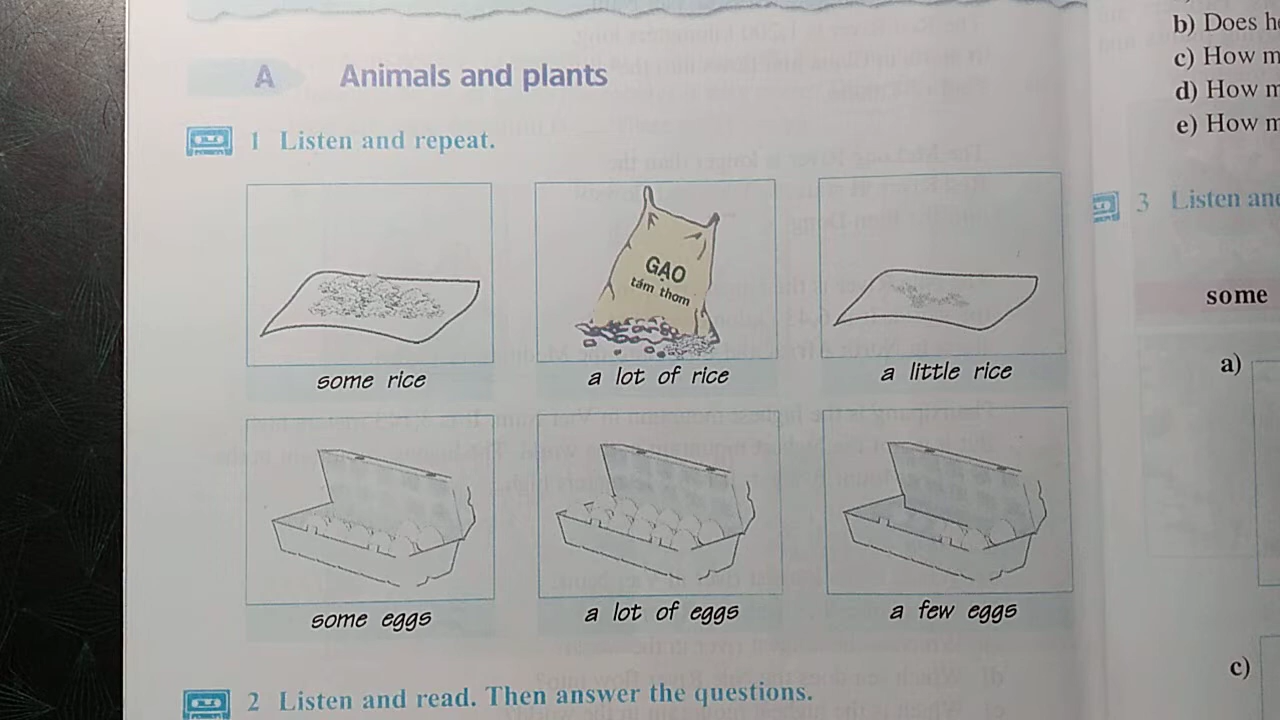 A Animals and plants
1 Listen and repeat.
GẠO
tám thơm
some rice
a lot of rice
a little rice
some eggs
a lot of eggs
a few eggs
2 Listen and read. Then answer the questions.
b) Does
c) How
d) How
e) How
3 Listen
some
a)
c)